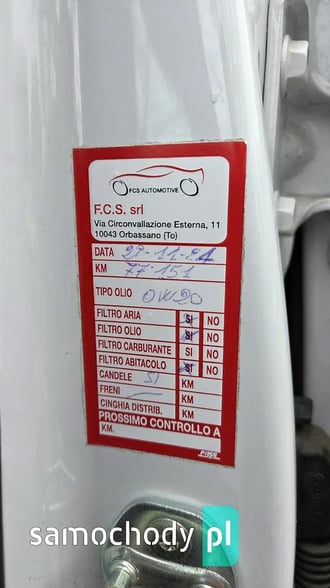 FCS AUTOMOTIVE
F.C.S. srl
Via Circonvallazione Esterna, 11
10043 Orbassano (To)
DATA 29-11-21
KM 77.151
TIPO OLIO 0W20
FILTRO ARIA SI NO
FILTRO OLIO SI NO
FILTRO CARBURANTE SI NO
FILTRO ABITACOLO SI NO
CANDELE SI KM
FRENI KM
CINGHIA DISTRIB. KM
PROSSIMO CONTROLLO A
KM.
samochody pl